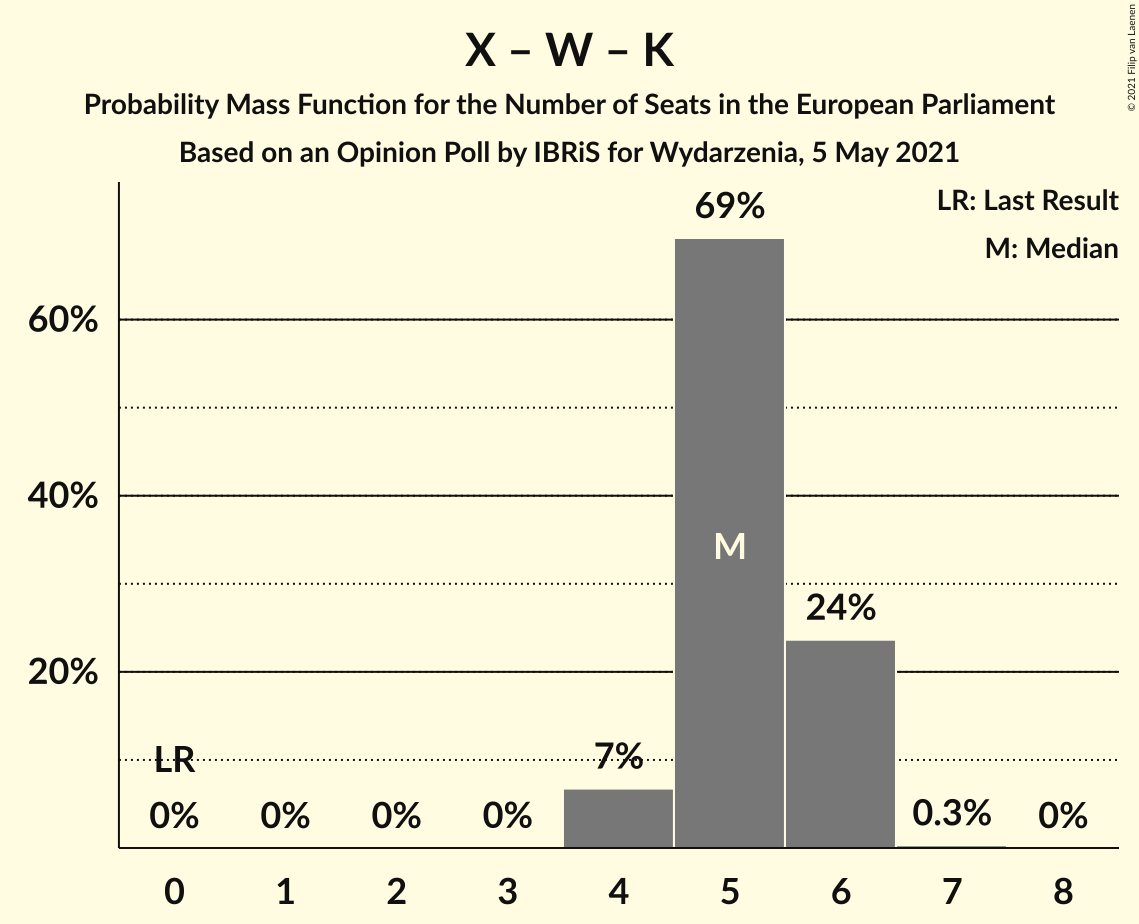 X – W – K
Probability Mass Function for the Number of Seats in the European Parliament
Based on an Opinion Poll by IBRiS for Wydarzenia, 5 May 2021
© 2021 Filip van Laenen
LR: Last Result
M: Median
69%
60%
40%
M
24%
20%
LR
7%
0%
0%
0%
0%
0.3%
0%
0 1 2 3 4 5 6 7 8